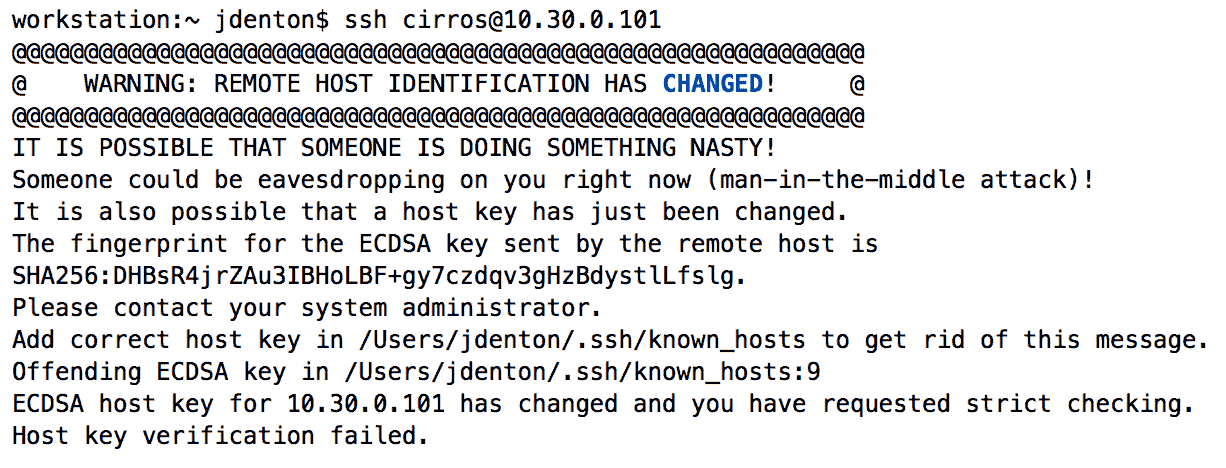 workstation:~ jdenton$ ssh cirros@10.30.0.101
@@@@@@@@@@@@@@@@@@@@@@@@@@@@@@@@@@@@@@@@@@@@@@@@@@@@@@@@@@@
@    WARNING: REMOTE HOST IDENTIFICATION HAS CHANGED!     @
@@@@@@@@@@@@@@@@@@@@@@@@@@@@@@@@@@@@@@@@@@@@@@@@@@@@@@@@@@@
IT IS POSSIBLE THAT SOMEONE IS DOING SOMETHING NASTY!
Someone could be eavesdropping on you right now (man-in-the-middle attack)!
It is also possible that a host key has just been changed.
The fingerprint for the ECDSA key sent by the remote host is
SHA256:DHBsR4jrZAu3IBHoLBF+gy7czdqv3gHzBdystlLfslg.
Please contact your system administrator.
Add correct host key in /Users/jdenton/.ssh/known_hosts to get rid of this message.
Offending ECDSA key in /Users/jdenton/.ssh/known_hosts:9
ECDSA host key for 10.30.0.101 has changed and you have requested strict checking.
Host key verification failed.